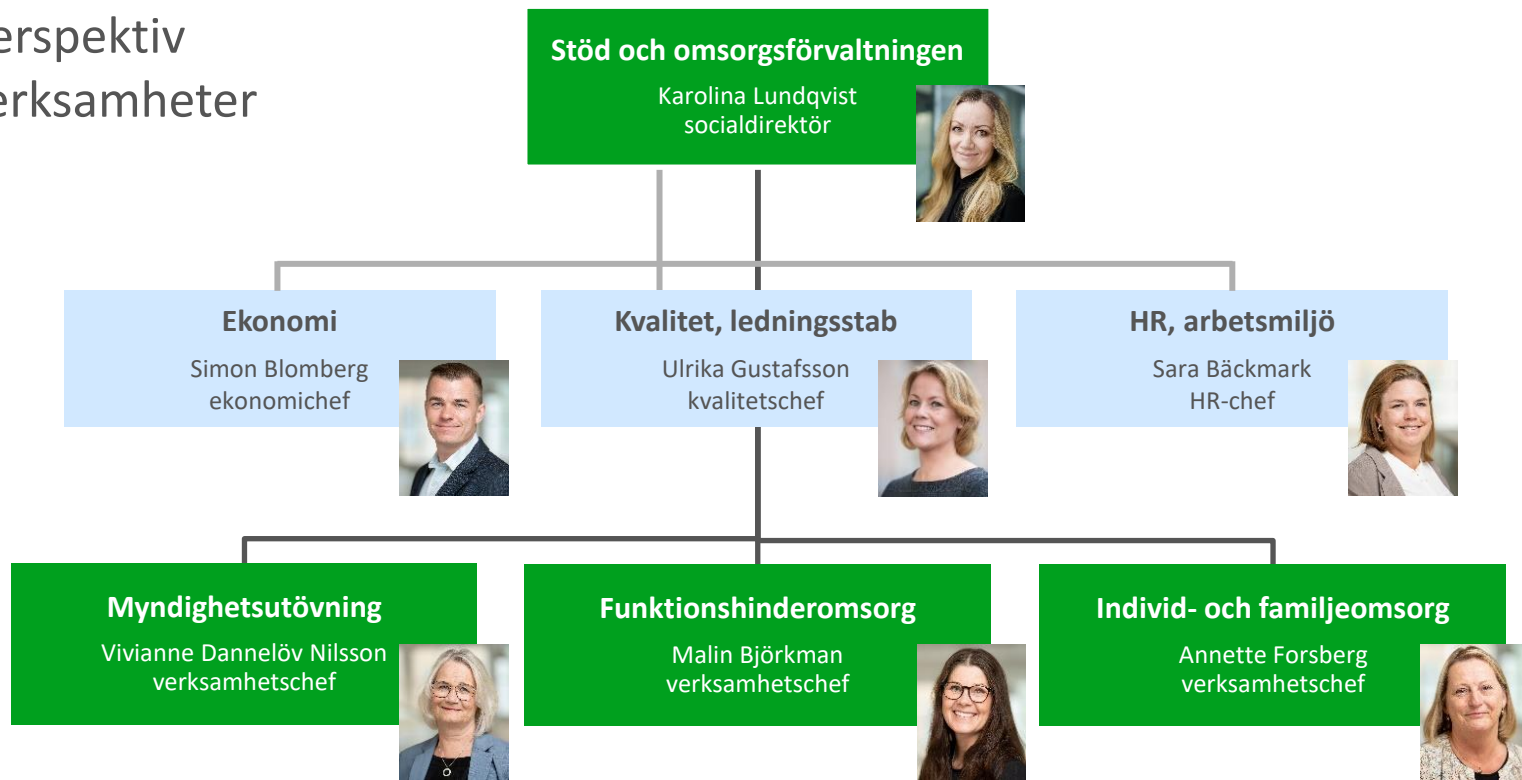 erspektiv
erksamheter
Stöd och omsorgsförvaltningen
Karolina Lundqvist
socialdirektör
Ekonomi
Simon Blomberg
ekonomichef
Kvalitet, ledningsstab
Ulrika Gustafsson
kvalitetschef
HR, arbetsmiljö
Sara Bäckmark
HR-chef
Myndighetsutövning
Vivianne Dannelöv Nilsson
verksamhetschef
Funktionshinderomsorg
Malin Björkman
verksamhetschef
Individ- och familjeomsorg
Annette Forsberg
verksamhetschef